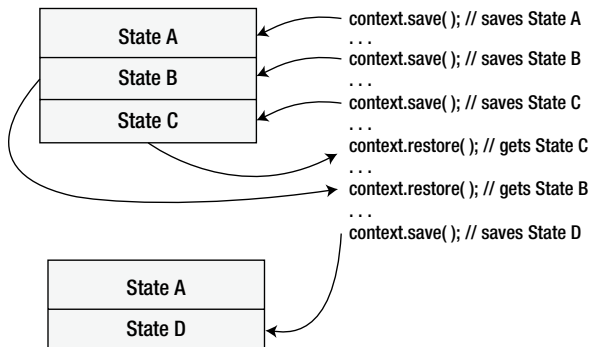 State A
State B
State C
context.save( ); // saves State A
. . .
context.save( ); // saves State B
. . .
context.save( ); // saves State C
. . .
context.restore( ); // gets State C
. . .
context.restore( ); // gets State B
. . .
context.save( ); // saves State D
State A
State D